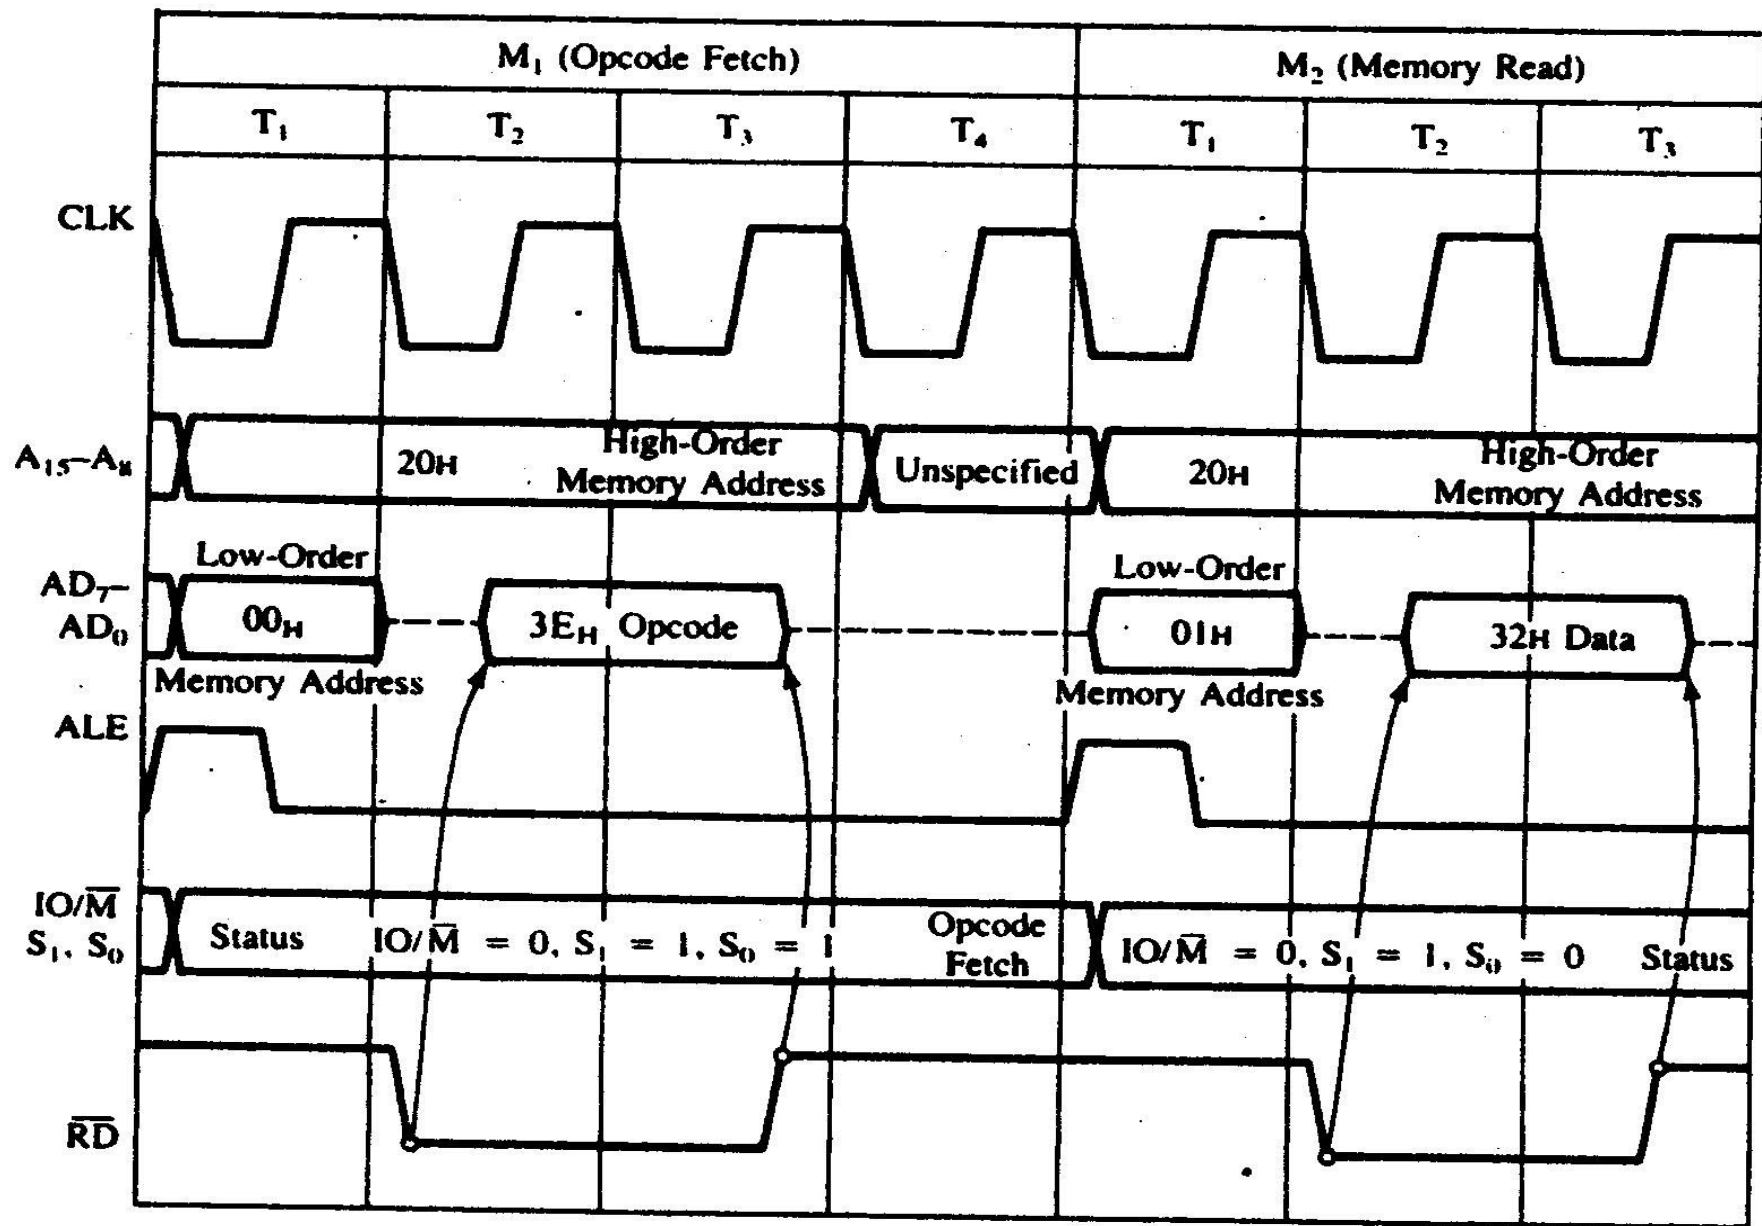 M₁ (Opcode Fetch) M₂ (Memory Read)
T₁ T₂ T₃ T₄ T₁ T₂ T₃
CLK
A₁₅–A₈ 20H High-Order Memory Address Unspecified 20H High-Order Memory Address
Low-Order Low-Order
AD₇–
AD₀ 00H 3EH Opcode 01H 32H Data
Memory Address Memory Address
ALE
IO/M̅
S₁, S₀ Status IO/M̅ = 0, S₁ = 1, S₀ = 1 Opcode Fetch IO/M̅ = 0, S₁ = 1, S₀ = 0 Status
R̅D̅